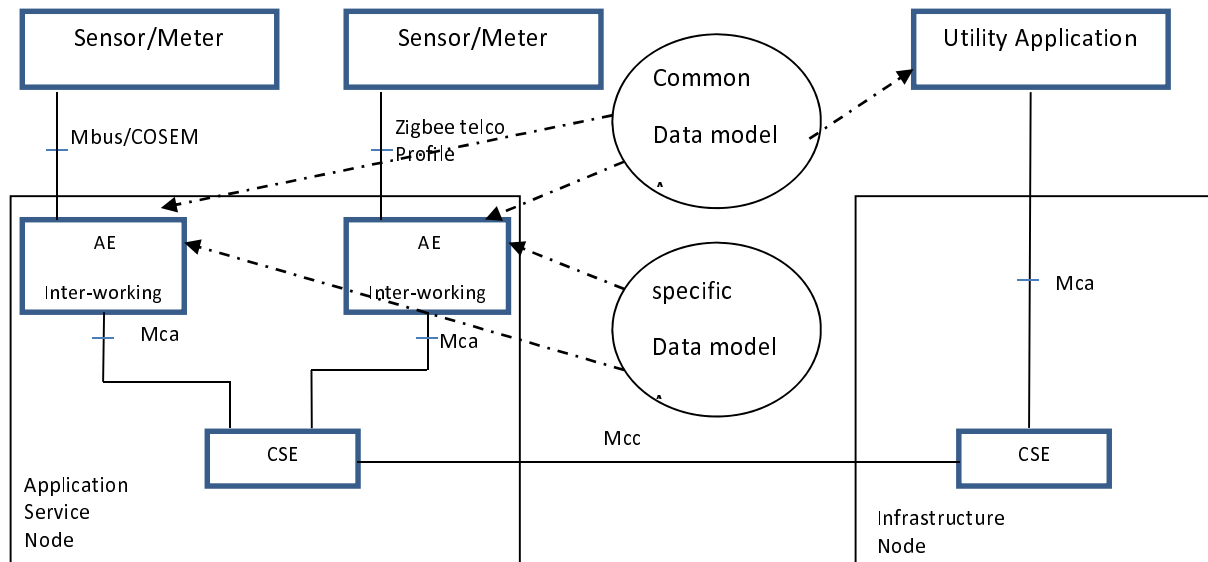 Sensor/Meter
Sensor/Meter
Utility Application
Common
Data model
Mbus/COSEM
Zigbee telco
Profile
AE
Inter-working
AE
Inter-working
specific
Data model
Mca
Mca
Mca
Mcc
CSE
CSE
Application
Service
Node
Infrastructure
Node